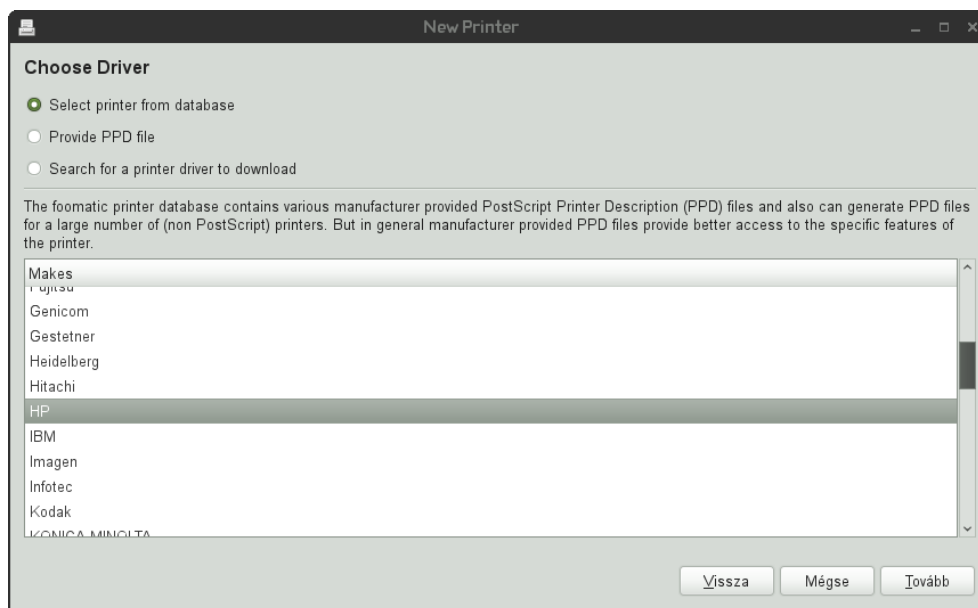 New Printer
Choose Driver
Select printer from database
Provide PPD file
Search for a printer driver to download
The foomatic printer database contains various manufacturer provided PostScript Printer Description (PPD) files and also can generate PPD files
for a large number of (non PostScript) printers. But in general manufacturer provided PPD files provide better access to the specific features of
the printer.
Makes
Fujitsu
Genicom
Gestetner
Heidelberg
Hitachi
HP
IBM
Imagen
Infotec
Kodak
KONICA MINOLTA
Vissza Mégse Tovább